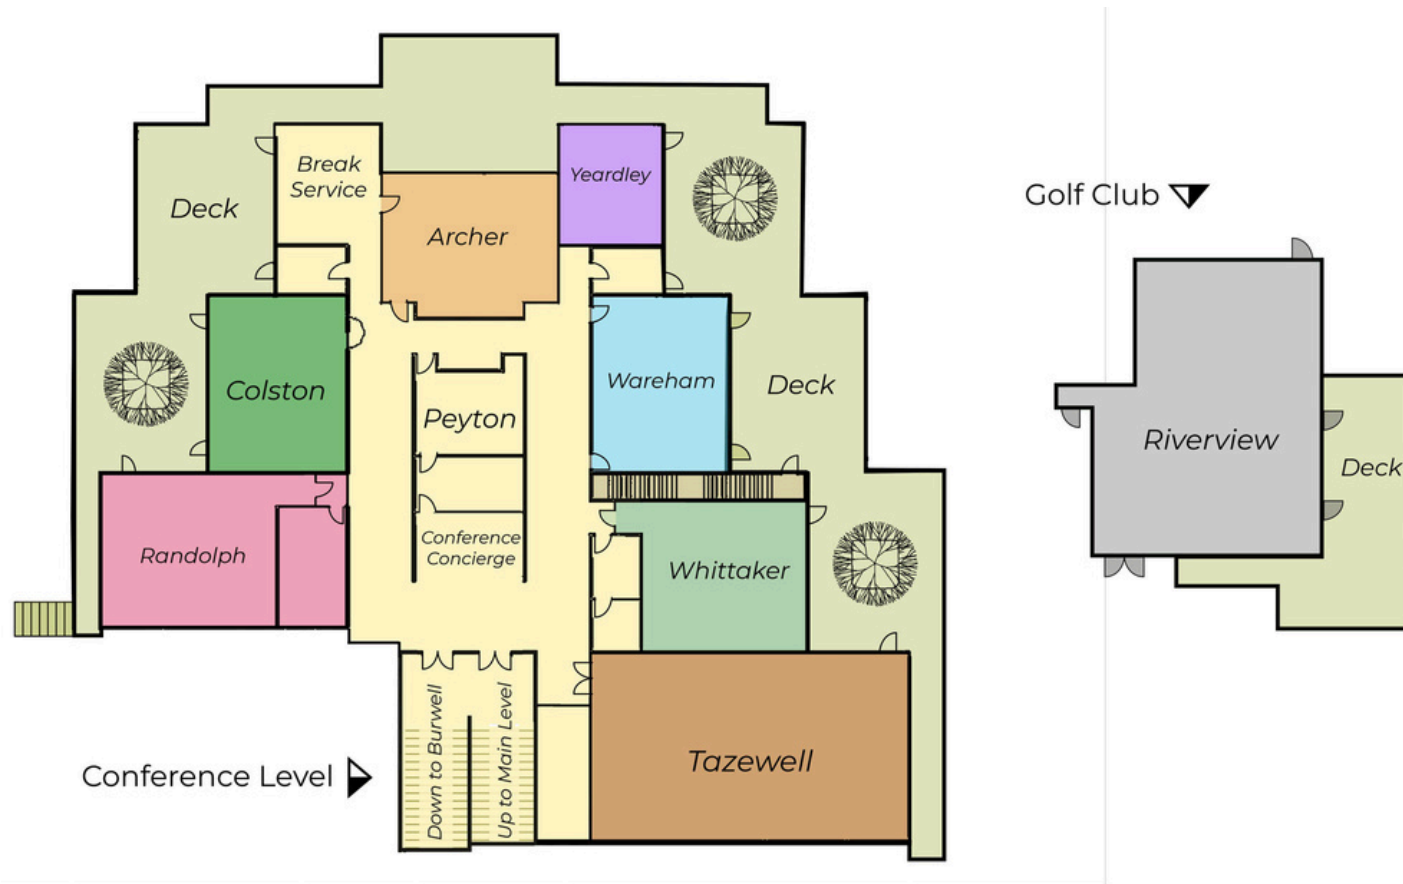 Break
Service
Yeardley
Deck
Archer
Golf Club
Colston
Wareham
Deck
Peyton
Riverview
Deck
Randolph
Conference
Concierge
Whittaker
Down to Burwell
Up to Main Level
Tazewell
Conference Level